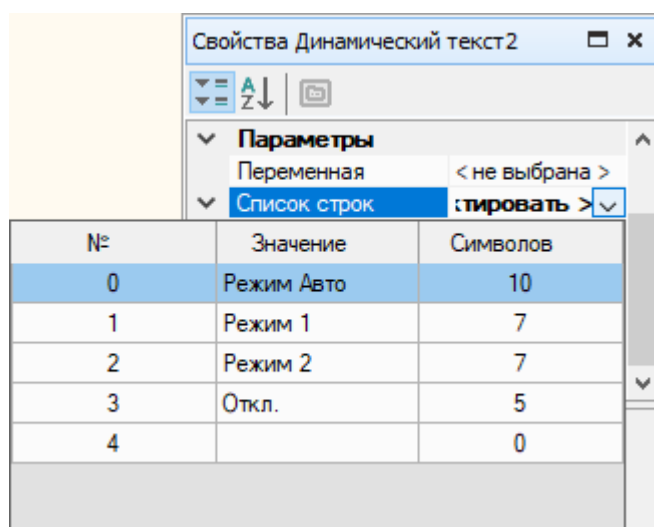 Свойства Динамический текст2
Параметры
Переменная < не выбрана >
Список строк ктировать >
№ Значение Символов
0 Режим Авто 10
1 Режим 1 7
2 Режим 2 7
3 Откл. 5
4 0